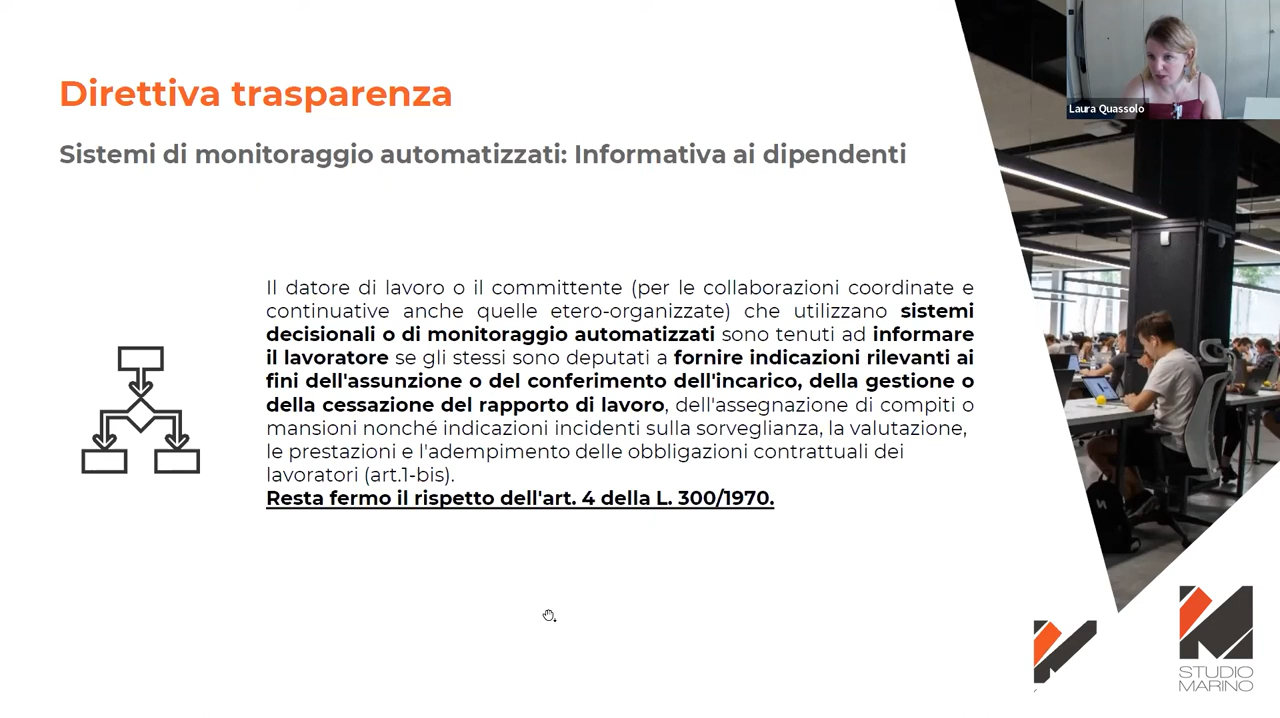 Direttiva trasparenza
Sistemi di monitoraggio automatizzati: Informativa ai dipendenti
Il datore di lavoro o il committente (per le collaborazioni coordinate e
continuative anche quelle etero-organizzate) che utilizzano sistemi
decisionali o di monitoraggio automatizzati sono tenuti ad informare
il lavoratore se gli stessi sono deputati a fornire indicazioni rilevanti ai
fini dell'assunzione o del conferimento dell'incarico, della gestione o
della cessazione del rapporto di lavoro, dell'assegnazione di compiti o
mansioni nonché indicazioni incidenti sulla sorveglianza, la valutazione,
le prestazioni e l'adempimento delle obbligazioni contrattuali dei
lavoratori (art.1-bis).
Resta fermo il rispetto dell'art. 4 della L. 300/1970.
Laura Quassolo
STUDIO
MARINO